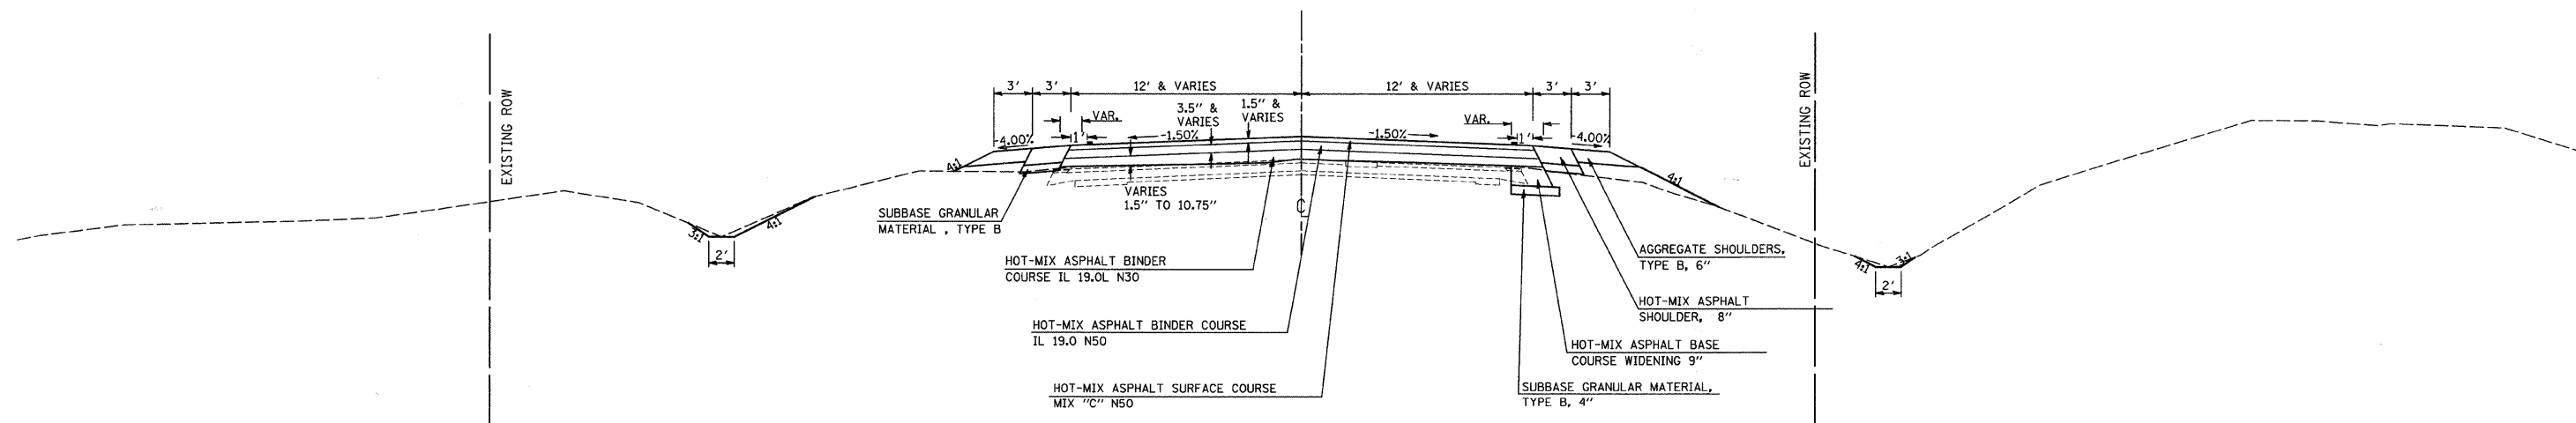 EXISTING ROW
EXISTING ROW
3'
3'
12' & VARIES
12' & VARIES
3'
3'
VAR.
3.5" &
VARIES
1.5" &
VARIES
VAR.
-4.00%
1'
-1.50%
-1.50%
1'
-4.00%
4:1
4:1
VARIES
1.5" TO 10.75"
3:1
4:1
2'
4:1
3:1
2'
SUBBASE GRANULAR
MATERIAL , TYPE B
HOT-MIX ASPHALT BINDER
COURSE IL 19.0L N30
HOT-MIX ASPHALT BINDER COURSE
IL 19.0 N50
HOT-MIX ASPHALT SURFACE COURSE
MIX "C" N50
AGGREGATE SHOULDERS,
TYPE B, 6"
HOT-MIX ASPHALT
SHOULDER, 8"
HOT-MIX ASPHALT BASE
COURSE WIDENING 9"
SUBBASE GRANULAR MATERIAL,
TYPE B, 4"
℄